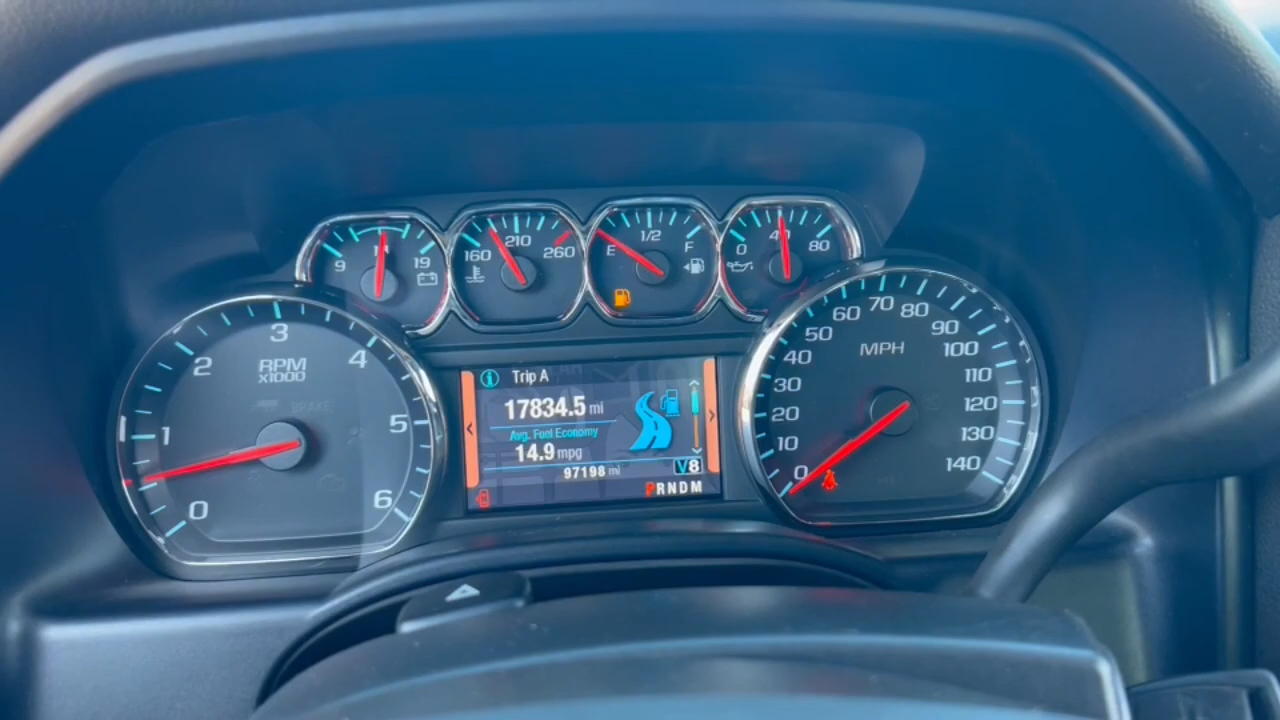 9 19
160 210 260
E 1/2 F
0 40 80
0 1 2 3 4 5 6
RPM
x1000
BRAKE
Trip A
17834.5 mi
Avg. Fuel Economy
14.9 mpg
97198 mi
V8
PRNDM
0 10 20 30 40 50 60 70 80 90 100 110 120 130 140
MPH